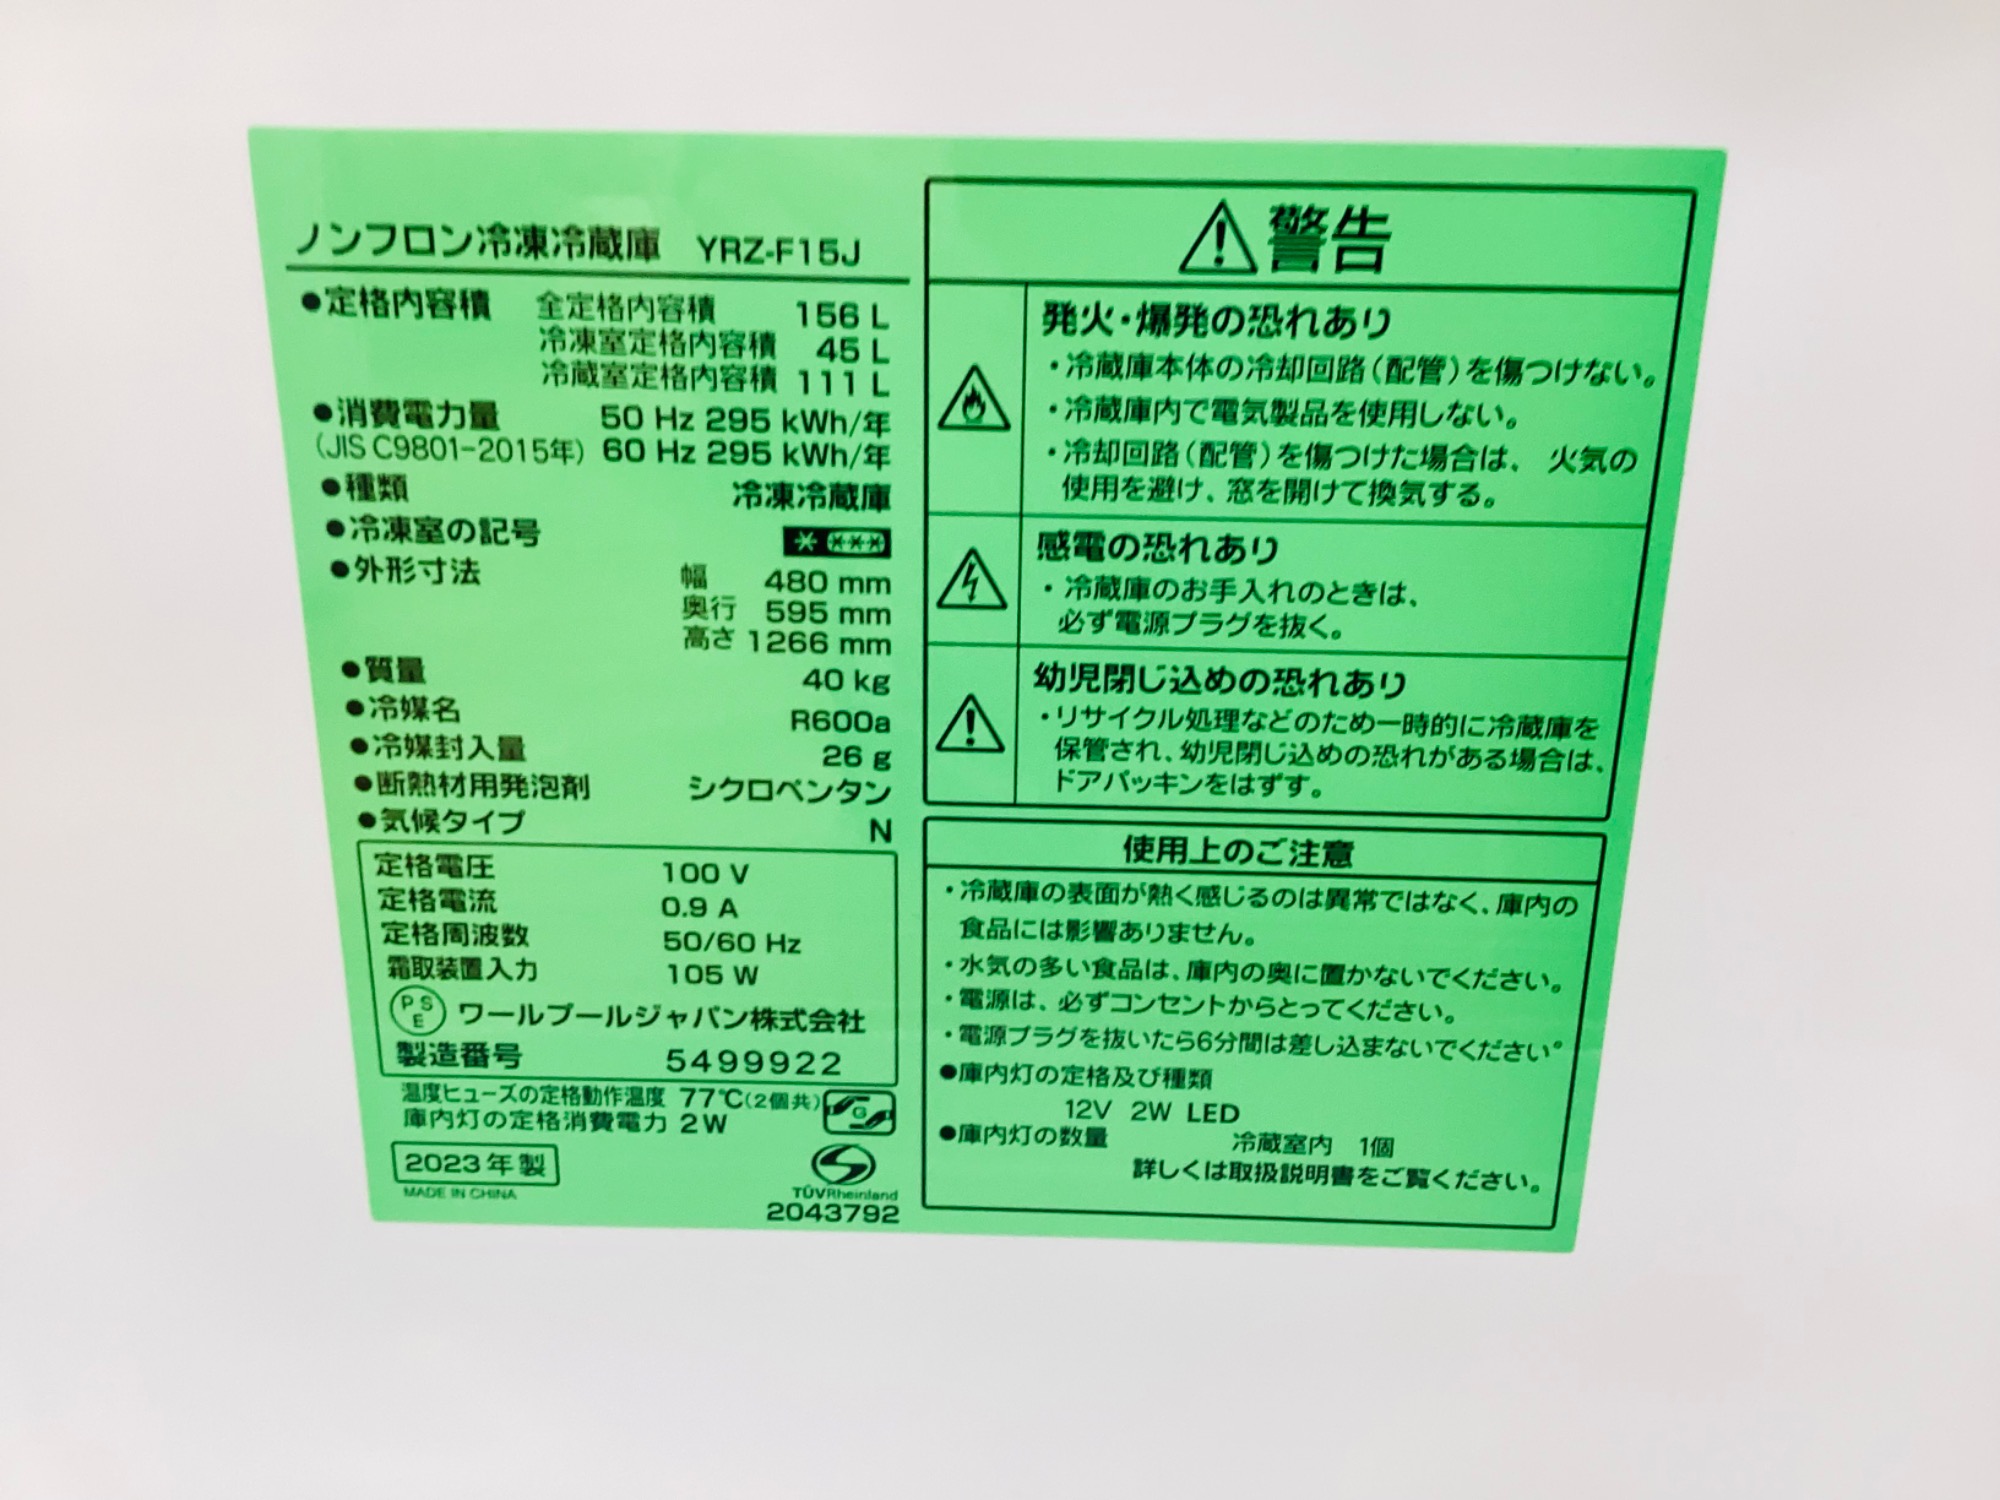 ノンフロン冷凍冷蔵庫 YRZ-F15J
●定格内容積 全定格内容積 156 L
冷凍室定格内容積 45 L
冷蔵室定格内容積 111 L
●消費電力量 50 Hz 295 kWh/年
(JIS C9801-2015年) 60 Hz 295 kWh/年
●種類 冷凍冷蔵庫
●冷凍室の記号
●外形寸法 幅 480 mm
奥行 595 mm
高さ 1266 mm
●質量 40 kg
●冷媒名 R600a
●冷媒封入量 26 g
●断熱材用発泡剤 シクロペンタン
●気候タイプ N
定格電圧 100 V
定格電流 0.9 A
定格周波数 50/60 Hz
霜取装置入力 105 W
PSE ワールプールジャパン株式会社
製造番号 5499922
温度ヒューズの定格動作温度 77℃(2個共)
庫内灯の定格消費電力 2W
G
2023年製
MADE IN CHINA
TÜVRheinland
2043792
警告
発火・爆発の恐れあり
・冷蔵庫本体の冷却回路(配管)を傷つけない。
・冷蔵庫内で電気製品を使用しない。
・冷却回路(配管)を傷つけた場合は、火気の
使用を避け、窓を開けて換気する。
感電の恐れあり
・冷蔵庫のお手入れのときは、
必ず電源プラグを抜く。
幼児閉じ込めの恐れあり
・リサイクル処理などのため一時的に冷蔵庫を
保管され、幼児閉じ込めの恐れがある場合は、
ドアパッキンをはずす。
使用上のご注意
・冷蔵庫の表面が熱く感じるのは異常ではなく、庫内の
食品には影響ありません。
・水気の多い食品は、庫内の奥に置かないでください。
・電源は、必ずコンセントからとってください。
・電源プラグを抜いたら6分間は差し込まないでください。
●庫内灯の定格及び種類
12V 2W LED
●庫内灯の数量 冷蔵室内 1個
詳しくは取扱説明書をご覧ください。